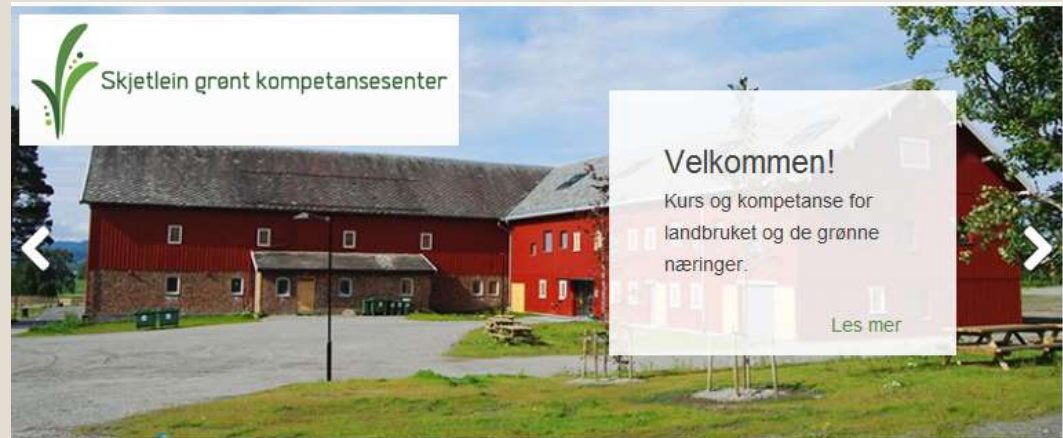 Skjetlein grønt kompetansesenter
Velkommen!
Kurs og kompetanse for
landbruket og de grønne
næringer.
Les mer